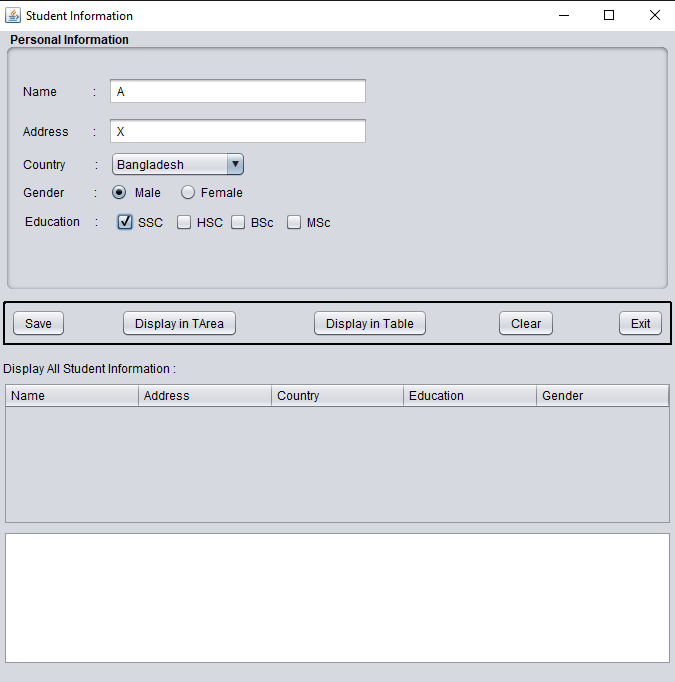 Student Information
Personal Information
Name : A
Address : X
Country : Bangladesh
Gender : Male Female
Education : SSC HSC BSc MSc
Save Display in TArea Display in Table Clear Exit
Display All Student Information :
Name Address Country Education Gender